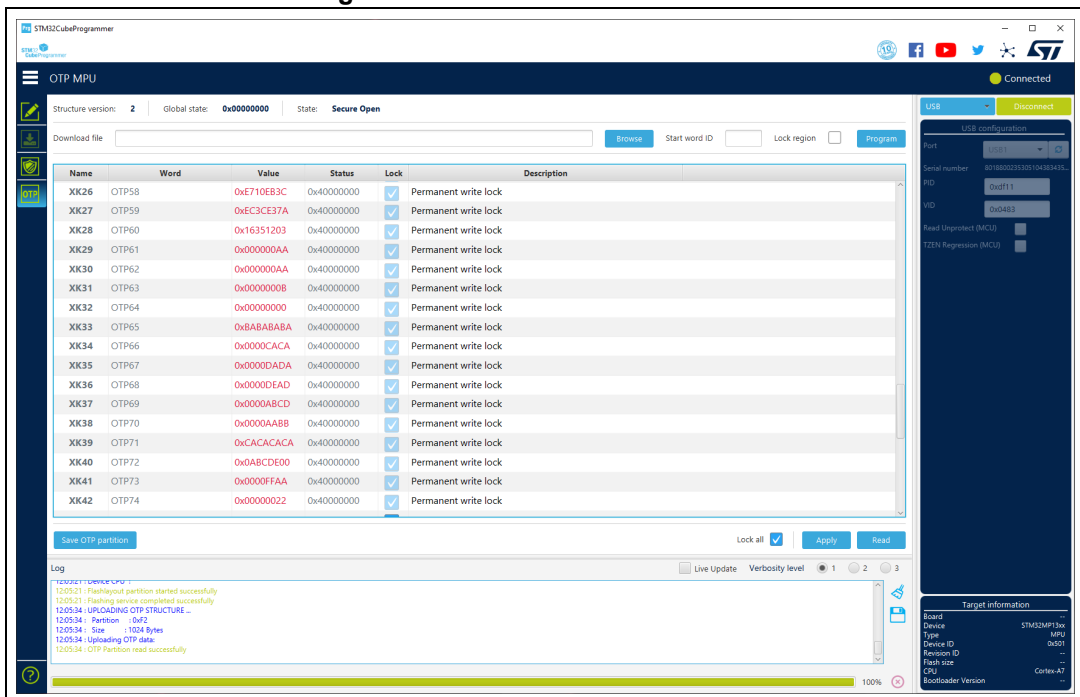 STM32CubeProgrammer
STM32
CubeProgrammer
OTP MPU
Connected
Structure version: 2 Global state: 0x00000000 State: Secure Open
Download file Browse Start word ID Lock region Program
Name Word Value Status Lock Description
XK26 OTP58 0xE710EB3C 0x40000000 Permanent write lock
XK27 OTP59 0xEC3CE37A 0x40000000 Permanent write lock
XK28 OTP60 0x16351203 0x40000000 Permanent write lock
XK29 OTP61 0x000000AA 0x40000000 Permanent write lock
XK30 OTP62 0x000000AA 0x40000000 Permanent write lock
XK31 OTP63 0x0000000B 0x40000000 Permanent write lock
XK32 OTP64 0x00000000 0x40000000 Permanent write lock
XK33 OTP65 0xBABABABA 0x40000000 Permanent write lock
XK34 OTP66 0x0000CACA 0x40000000 Permanent write lock
XK35 OTP67 0x0000DADA 0x40000000 Permanent write lock
XK36 OTP68 0x0000DEAD 0x40000000 Permanent write lock
XK37 OTP69 0x0000ABCD 0x40000000 Permanent write lock
XK38 OTP70 0x0000AABB 0x40000000 Permanent write lock
XK39 OTP71 0xCACACACA 0x40000000 Permanent write lock
XK40 OTP72 0x0ABCDE00 0x40000000 Permanent write lock
XK41 OTP73 0x0000FFAA 0x40000000 Permanent write lock
XK42 OTP74 0x00000022 0x40000000 Permanent write lock
Save OTP partition Lock all Apply Read
Log Live Update Verbosity level 1 2 3
12:05:21 : Device CPU :
12:05:21 : Flashlayout partition started successfully
12:05:21 : Flashing service completed successfully
12:05:34 : UPLOADING OTP STRUCTURE ...
12:05:34 : Partition : 0xF2
12:05:34 : Size : 1024 Bytes
12:05:34 : Uploading OTP data:
12:05:34 : OTP Partition read successfully
100%
USB Disconnect
USB configuration
Port USB1
Serial number
PID 0xdf11
VID 0x0483
Read Unprotect (MCU)
TZEN Regression (MCU)
Target information
Board --
Device STM32MP13xx
Type MPU
Device ID 0x501
Revision ID --
Flash size --
CPU Cortex-A7
Bootloader Version --